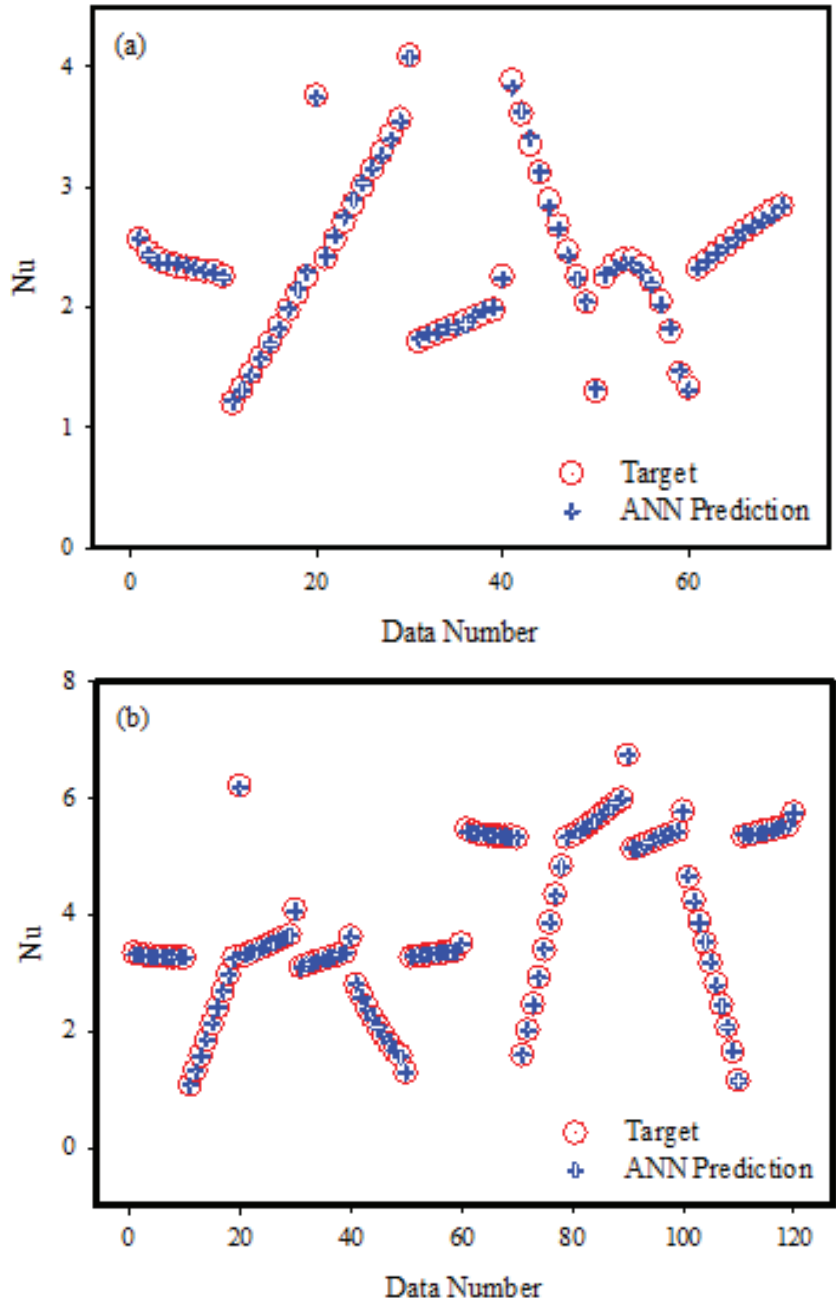 (a)
4
3
2
1
0
Nu
Target
ANN Prediction
0 20 40 60
Data Number
8
(b)
6
4
2
0
Nu
Target
ANN Prediction
0 20 40 60 80 100 120
Data Number